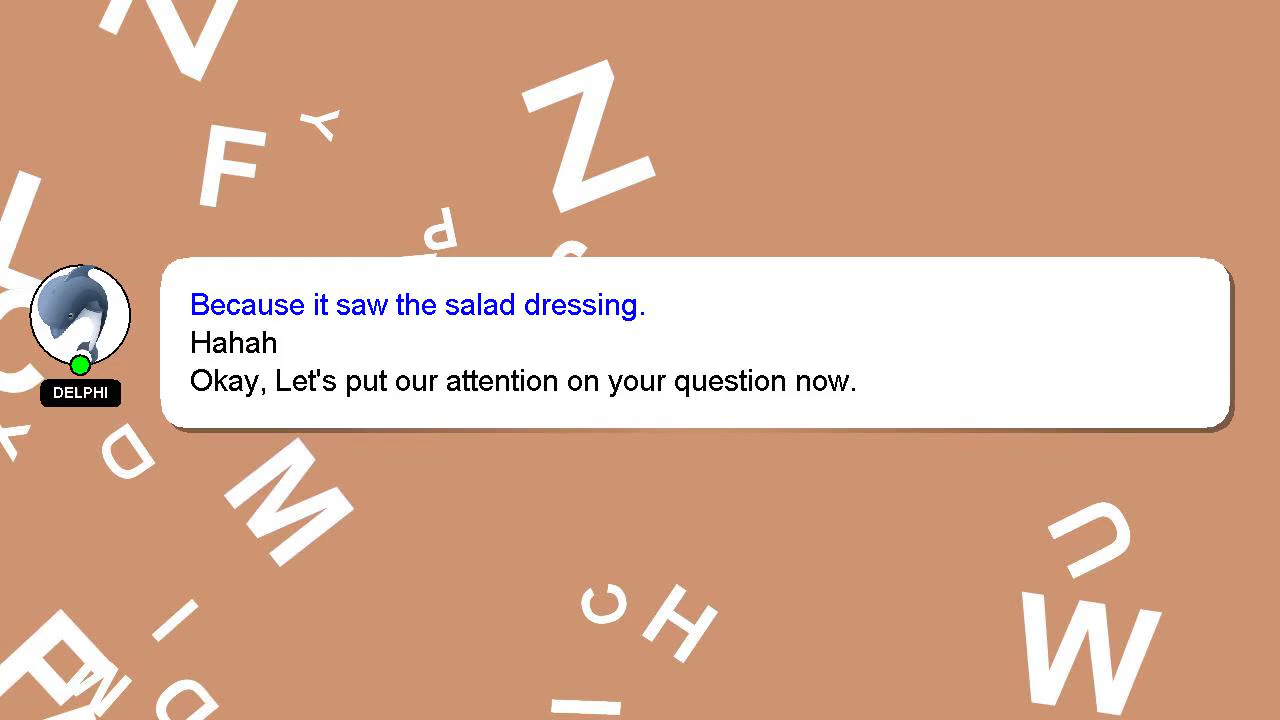 Z
F
Y
Z
P
S
Because it saw the salad dressing.
Hahah
Okay, Let's put our attention on your question now.
DELPHI
D
M
U
C
H
I
W
P
M
D
I